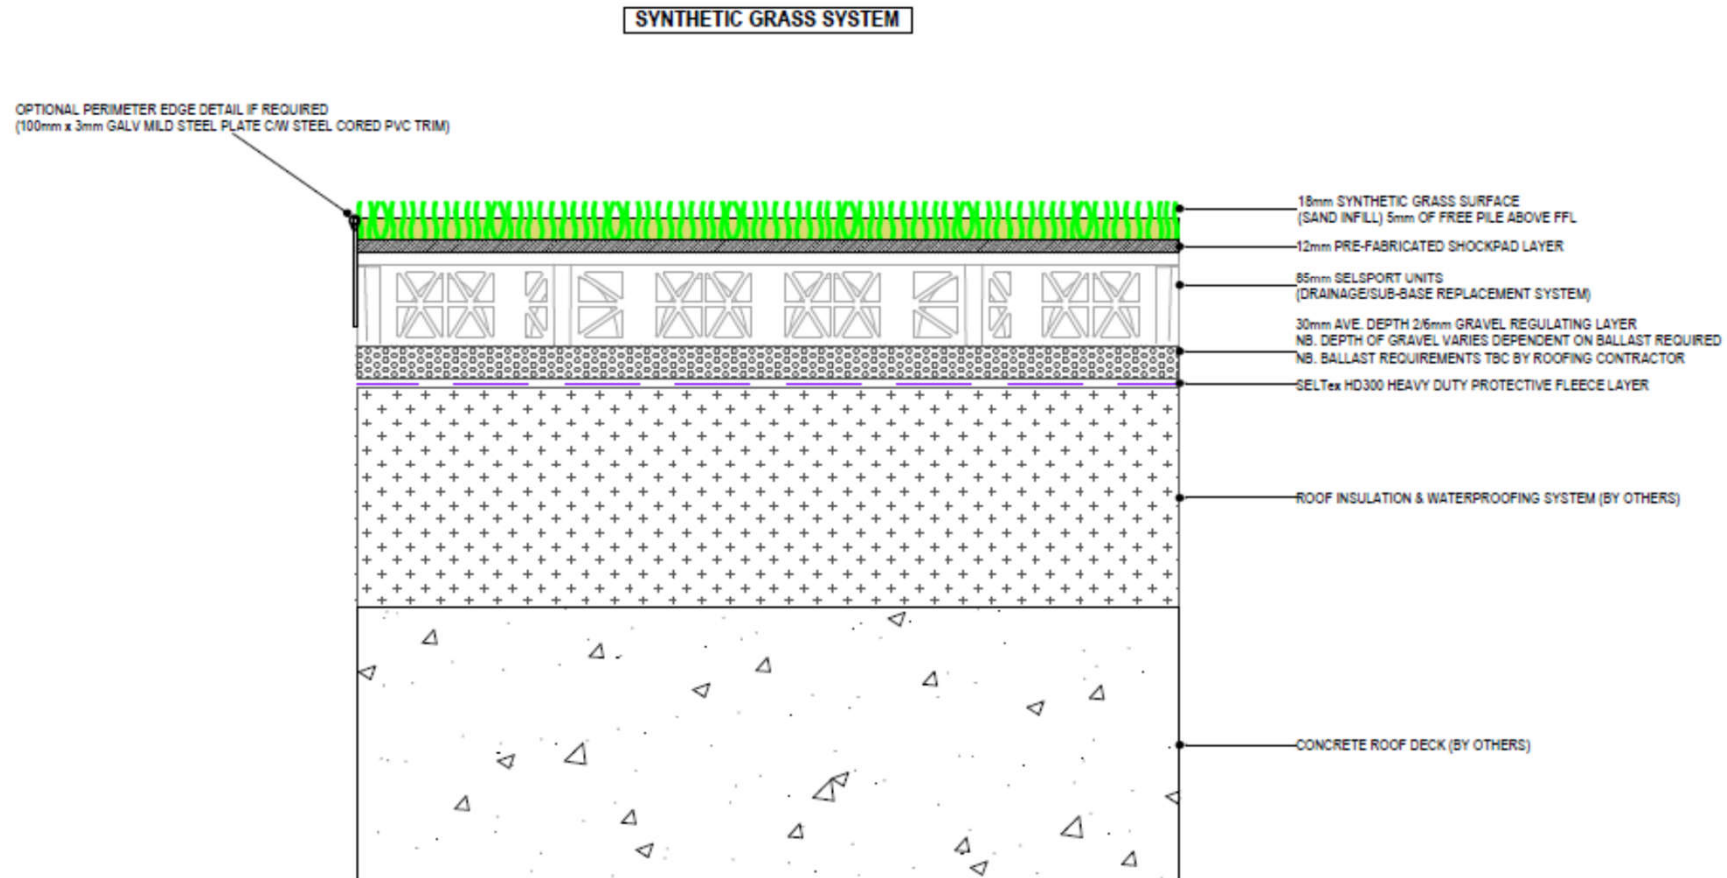 SYNTHETIC GRASS SYSTEM
OPTIONAL PERIMETER EDGE DETAIL IF REQUIRED
(100mm x 3mm GALV MILD STEEL PLATE C/W STEEL CORED PVC TRIM)
18mm SYNTHETIC GRASS SURFACE
(SAND INFILL) 5mm OF FREE PILE ABOVE FFL
12mm PRE-FABRICATED SHOCKPAD LAYER
85mm SELSPORT UNITS
(DRAINAGE/SUB-BASE REPLACEMENT SYSTEM)
30mm AVE. DEPTH 2/6mm GRAVEL REGULATING LAYER
NB. DEPTH OF GRAVEL VARIES DEPENDENT ON BALLAST REQUIRED
NB. BALLAST REQUIREMENTS TBC BY ROOFING CONTRACTOR
SELTex HD300 HEAVY DUTY PROTECTIVE FLEECE LAYER
ROOF INSULATION & WATERPROOFING SYSTEM (BY OTHERS)
CONCRETE ROOF DECK (BY OTHERS)